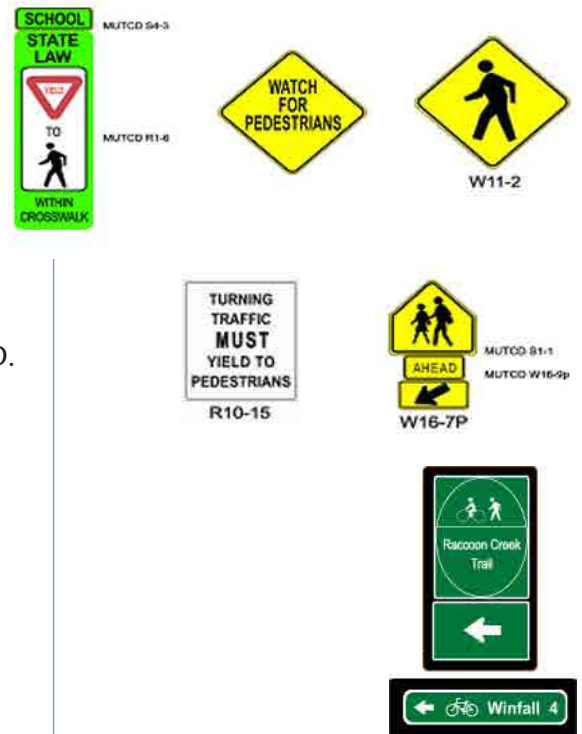 SCHOOL
MUTCD S4-3
STATE
LAW
YIELD
TO
MUTCD R1-6
WITHIN
CROSSWALK
WATCH
FOR
PEDESTRIANS
W11-2
D.
TURNING
TRAFFIC
MUST
YIELD TO
PEDESTRIANS
R10-15
MUTCD S1-1
AHEAD
MUTCD W16-9p
W16-7P
Raccoon Creek
Trail
Winfall 4